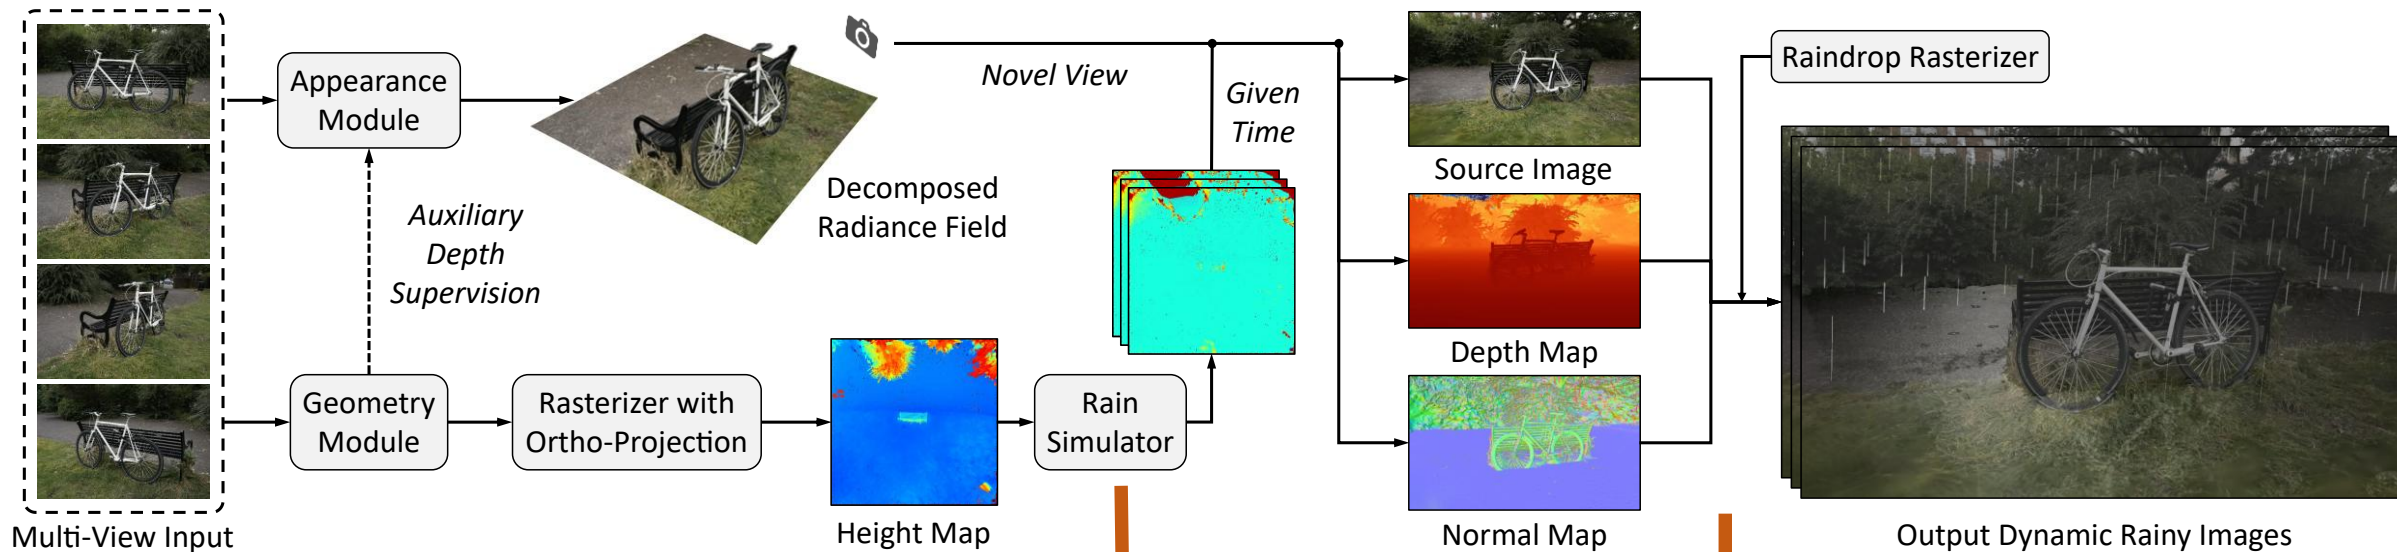 Multi-View Input
Appearance
Module
Auxiliary
Depth
Supervision
Geometry
Module
Rasterizer with
Ortho-Projection
Decomposed
Radiance Field
Height Map
Rain
Simulator
Novel View
Given
Time
Source Image
Depth Map
Normal Map
Raindrop Rasterizer
Output Dynamic Rainy Images